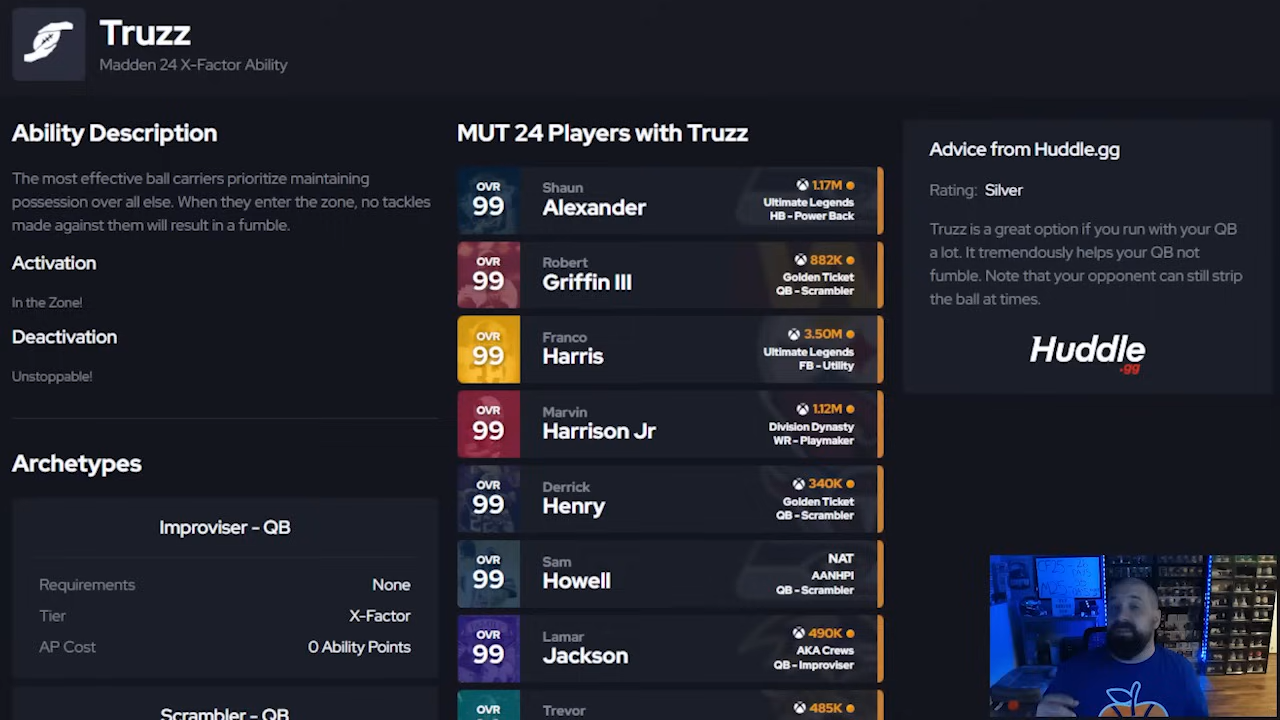 Truzz
Madden 24 X-Factor Ability
Ability Description
The most effective ball carriers prioritize maintaining
possession over all else. When they enter the zone, no tackles
made against them will result in a fumble.
Activation
In the Zone!
Deactivation
Unstoppable!
Archetypes
Improviser - QB
Requirements None
Tier X-Factor
AP Cost 0 Ability Points
Scrambler - QB
MUT 24 Players with Truzz
OVR
99
Shaun
Alexander
1.17M
Ultimate Legends
HB - Power Back
OVR
99
Robert
Griffin III
882K
Golden Ticket
QB - Scrambler
OVR
99
Franco
Harris
3.50M
Ultimate Legends
FB - Utility
OVR
99
Marvin
Harrison Jr
1.12M
Division Dynasty
WR - Playmaker
OVR
99
Derrick
Henry
340K
Golden Ticket
QB - Scrambler
OVR
99
Sam
Howell
NAT
AANHPI
QB - Scrambler
OVR
99
Lamar
Jackson
490K
AKA Crews
QB - Improviser
OVR
Trevor
485K
Advice from Huddle.gg
Rating: Silver
Truzz is a great option if you run with your QB
a lot. It tremendously helps your QB not
fumble. Note that your opponent can still strip
the ball at times.
Huddle
.gg